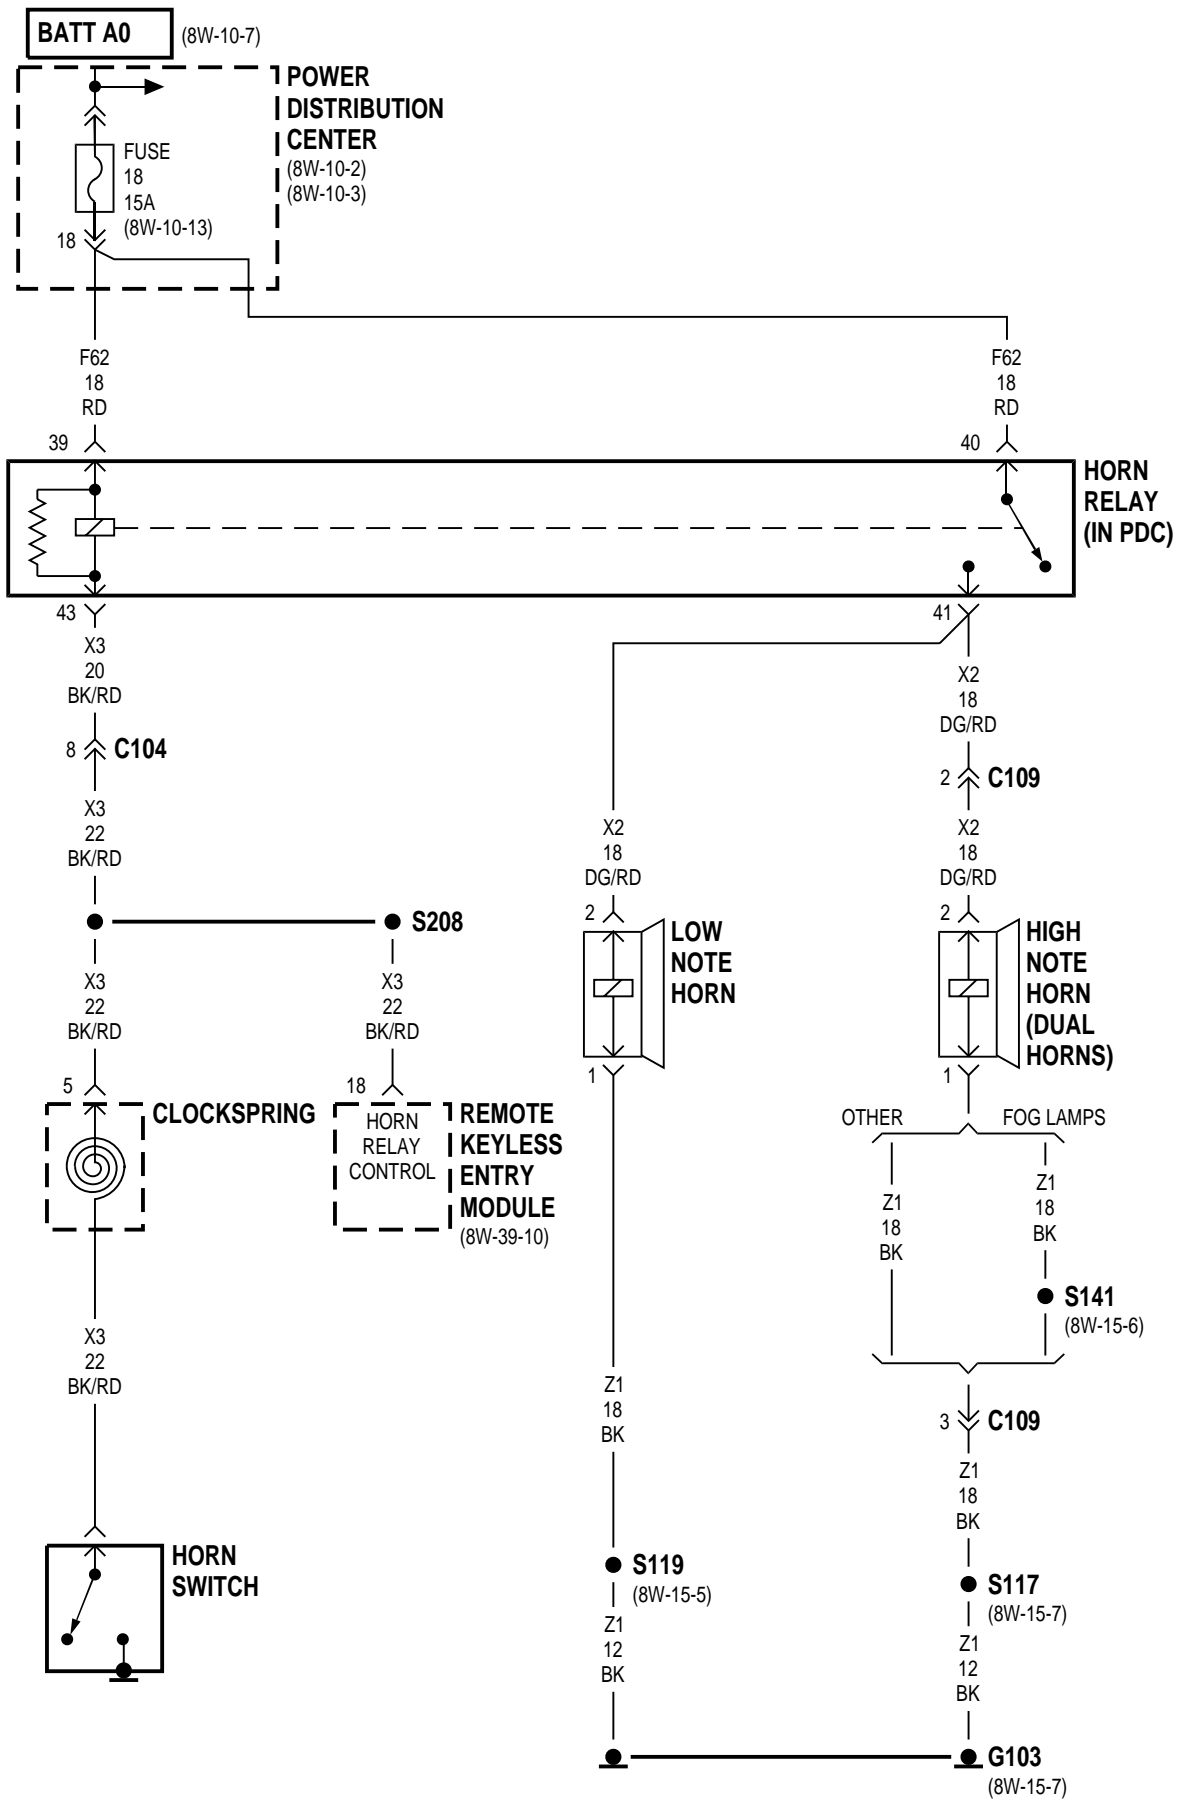 BATT A0
(8W-10-7)
POWER
DISTRIBUTION
CENTER
(8W-10-2)
(8W-10-3)
FUSE
18
15A
(8W-10-13)
18
F62
18
RD
F62
18
RD
39
40
HORN
RELAY
(IN PDC)
43
X3
20
BK/RD
41
X2
18
DG/RD
8
C104
2
C109
X3
22
BK/RD
X2
18
DG/RD
X2
18
DG/RD
S208
2
LOW
NOTE
HORN
2
HIGH
NOTE
HORN
(DUAL
HORNS)
X3
22
BK/RD
X3
22
BK/RD
5
CLOCKSPRING
18
HORN
RELAY
CONTROL
REMOTE
KEYLESS
ENTRY
MODULE
(8W-39-10)
1
1
OTHER
FOG LAMPS
Z1
18
BK
Z1
18
BK
S141
(8W-15-6)
X3
22
BK/RD
Z1
18
BK
3
C109
Z1
18
BK
HORN
SWITCH
S119
(8W-15-5)
S117
(8W-15-7)
Z1
12
BK
Z1
12
BK
G103
(8W-15-7)